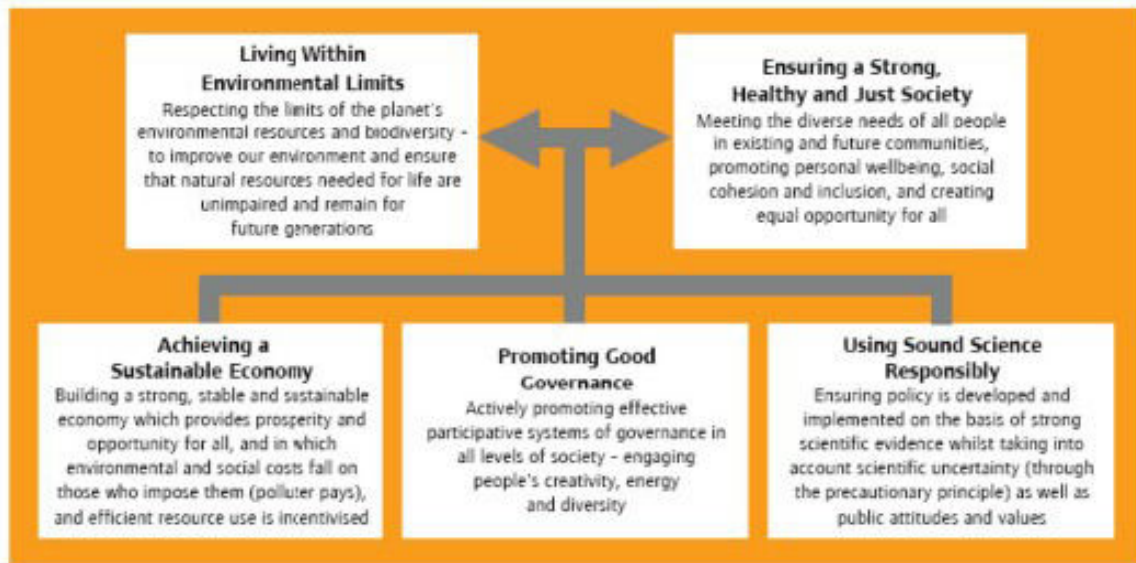 Living Within
Environmental Limits
Respecting the limits of the planet's
environmental resources and biodiversity –
to improve our environment and ensure
that natural resources needed for life are
unimpaired and remain for
future generations
Ensuring a Strong,
Healthy and Just Society
Meeting the diverse needs of all people
in existing and future communities,
promoting personal wellbeing, social
cohesion and inclusion, and creating
equal opportunity for all
Achieving a
Sustainable Economy
Building a strong, stable and sustainable
economy which provides prosperity and
opportunity for all, and in which
environmental and social costs fall on
those who impose them (polluter pays),
and efficient resource use is incentivised
Promoting Good
Governance
Actively promoting effective
participative systems of governance in
all levels of society – engaging
people's creativity, energy
and diversity
Using Sound Science
Responsibly
Ensuring policy is developed and
implemented on the basis of strong
scientific evidence whilst taking into
account scientific uncertainty (through
the precautionary principle) as well as
public attitudes and values